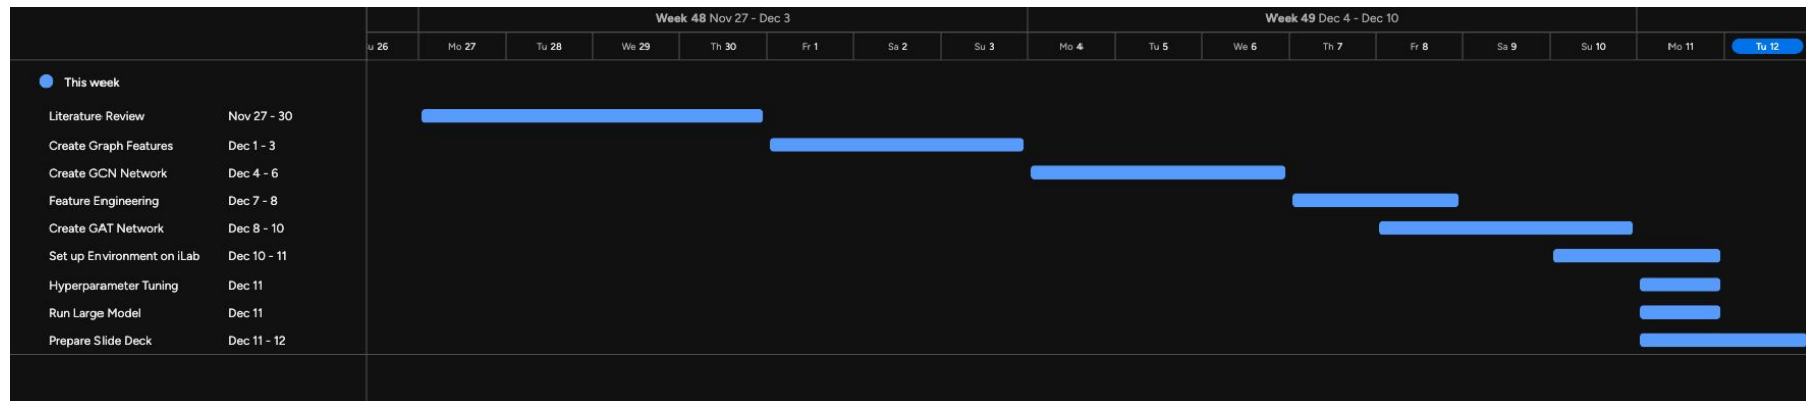 Week 48 Nov 27 - Dec 3 Week 49 Dec 4 - Dec 10
u 26 Mo 27 Tu 28 We 29 Th 30 Fr 1 Sa 2 Su 3 Mo 4 Tu 5 We 6 Th 7 Fr 8 Sa 9 Su 10 Mo 11 Tu 12
This week
Literature Review Nov 27 - 30
Create Graph Features Dec 1 - 3
Create GCN Network Dec 4 - 6
Feature Engineering Dec 7 - 8
Create GAT Network Dec 8 - 10
Set up Environment on iLab Dec 10 - 11
Hyperparameter Tuning Dec 11
Run Large Model Dec 11
Prepare Slide Deck Dec 11 - 12